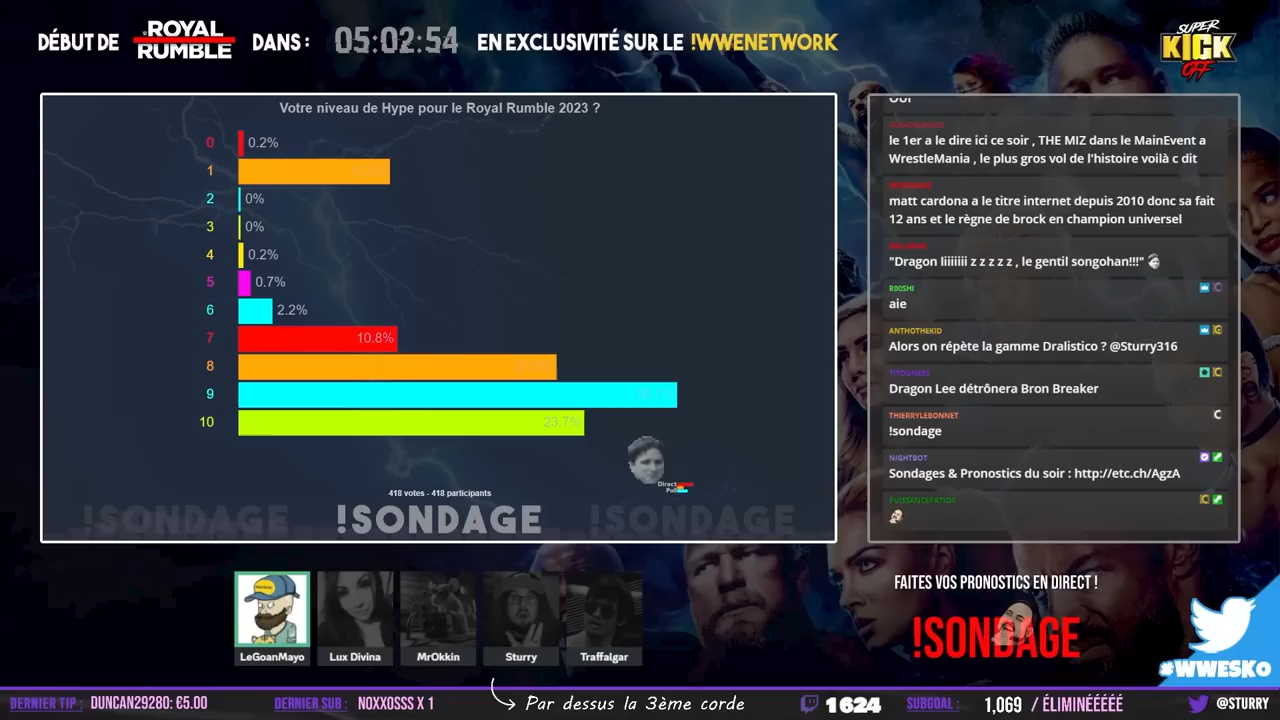 DÉBUT DE ROYAL RUMBLE DANS : 05:02:54 EN EXCLUSIVITÉ SUR LE !WWENETWORK
SUPER KICK OFF
Votre niveau de Hype pour le Royal Rumble 2023 ?
0 0.2%
1
2 0%
3 0%
4 0.2%
5 0.7%
6 2.2%
7 10.8%
8
9
10 23.7%
Direct
Poll
418 votes - 418 participants
!SONDAGE !SONDAGE !SONDAGE
le 1er a le dire ici ce soir , THE MIZ dans le MainEvent a
WrestleMania , le plus gros vol de l'histoire voilà c dit
matt cardona a le titre internet depuis 2010 donc sa fait
12 ans et le règne de brock en champion universel
"Dragon liiiiiii z z z z z , le gentil songohan!!!"
R00SHI
aie
ANTHOTHEKID
Alors on répète la gamme Dralistico ? @Sturry316
Dragon Lee détrônera Bron Breaker
THIERRYLEBONNET
!sondage
NIGHTBOT
Sondages & Pronostics du soir : http://etc.ch/AgzA
LeGoanMayo
Lux Divina
MrOkkin
Sturry
Traffalgar
FAITES VOS PRONOSTICS EN DIRECT !
!SONDAGE
#WWESKO
DERNIER TIP : DUNCAN29280: €5.00
DERNIER SUB : NOXXOSSS X 1
Par dessus la 3ème corde
1624
SUBGOAL : 1,069 / ÉLIMINÉÉÉÉÉ
@STURRY